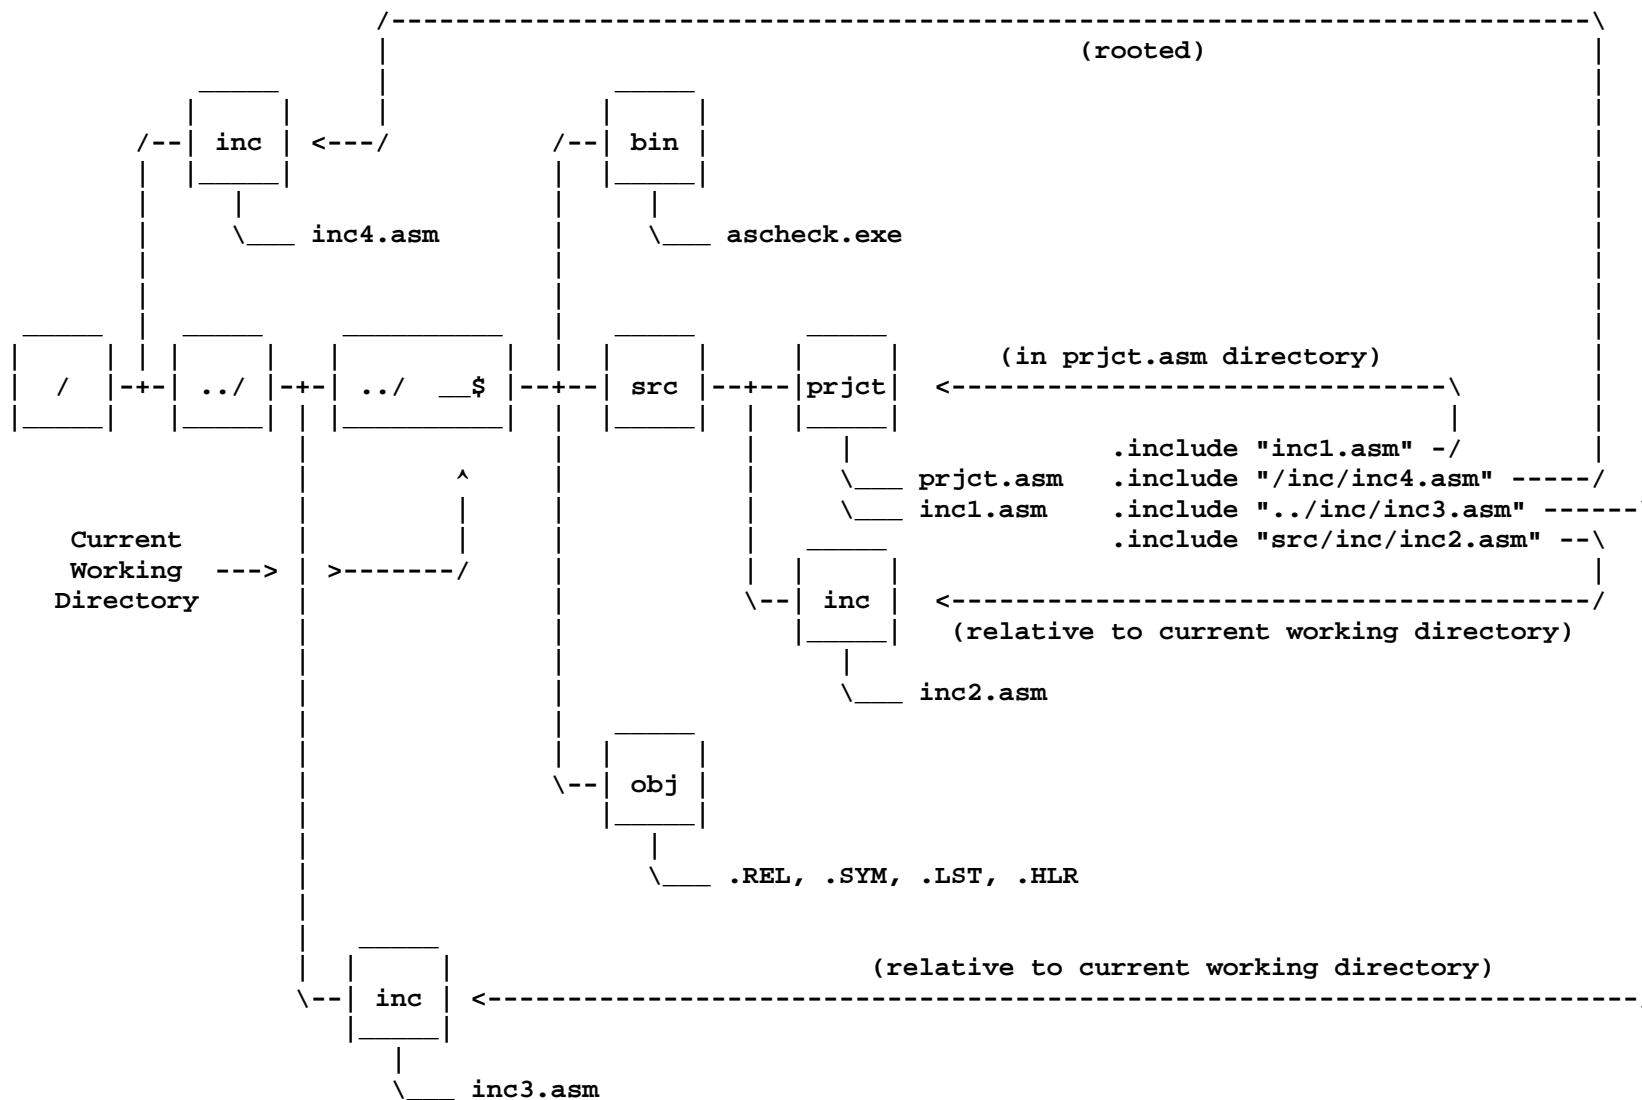 (rooted)
inc <---/ bin
inc4.asm ascheck.exe
(in prjct.asm directory)
/ ../ ../ __$ src prjct
.include "inc1.asm" -/
prjct.asm .include "/inc/inc4.asm" -----/
inc1.asm .include "../inc/inc3.asm" ------\
Current .include "src/inc/inc2.asm" --\
Working ---> | >-------/
Directory inc
(relative to current working directory)
inc2.asm
obj
.REL, .SYM, .LST, .HLR
(relative to current working directory)
inc
inc3.asm